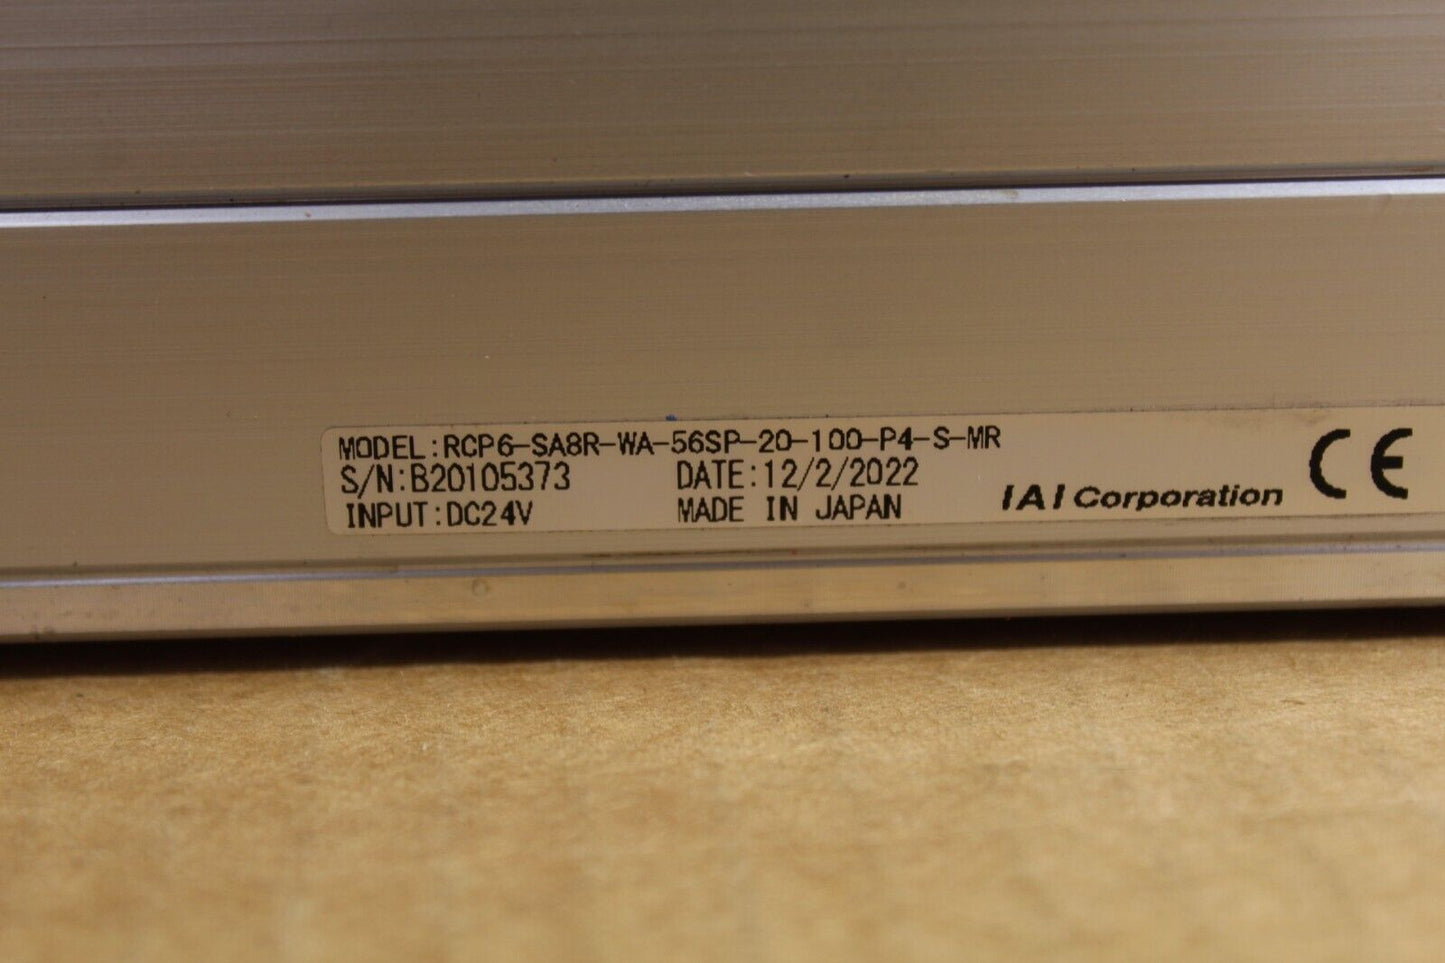 MODEL:RCP6-SA8R-WA-56SP-20-100-P4-S-MR
S/N:B20105373 DATE:12/2/2022
INPUT:DC24V MADE IN JAPAN
IAI Corporation CE